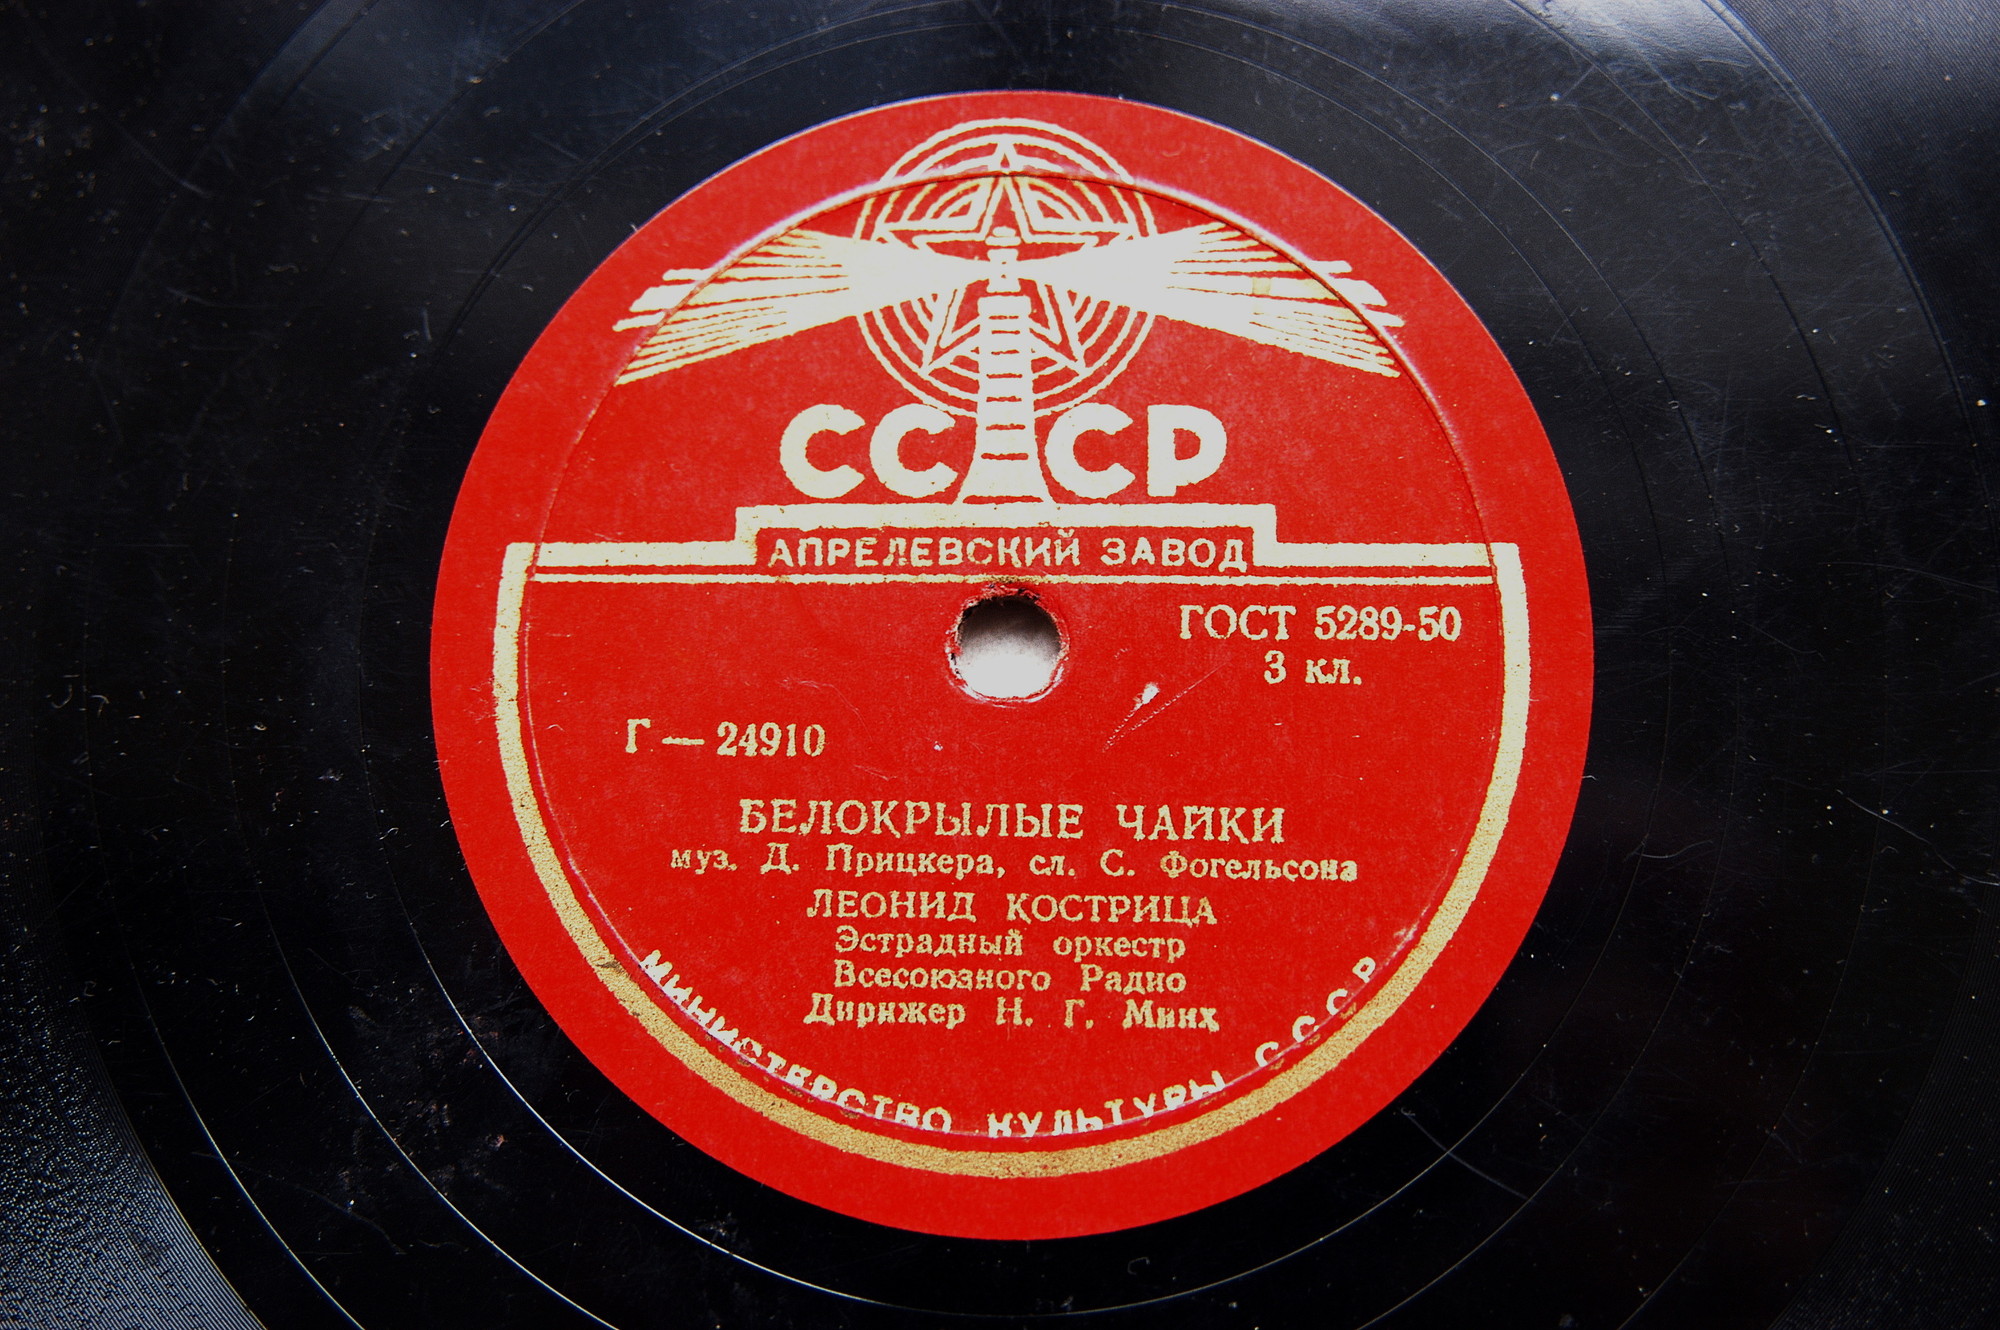 СССР
АПРЕЛЕВСКИЙ ЗАВОД
ГОСТ 5289-50
3 кл.
Г — 24910
БЕЛОКРЫЛЫЕ ЧАЙКИ
муз. Д. Прицкера, сл. С. Фогельсона
ЛЕОНИД КОСТРИЦА
Эстрадный оркестр
Всесоюзного Радио
Дирижер Н. Г. Минх
МИНИСТЕРСТВО КУЛЬТУРЫ СССР